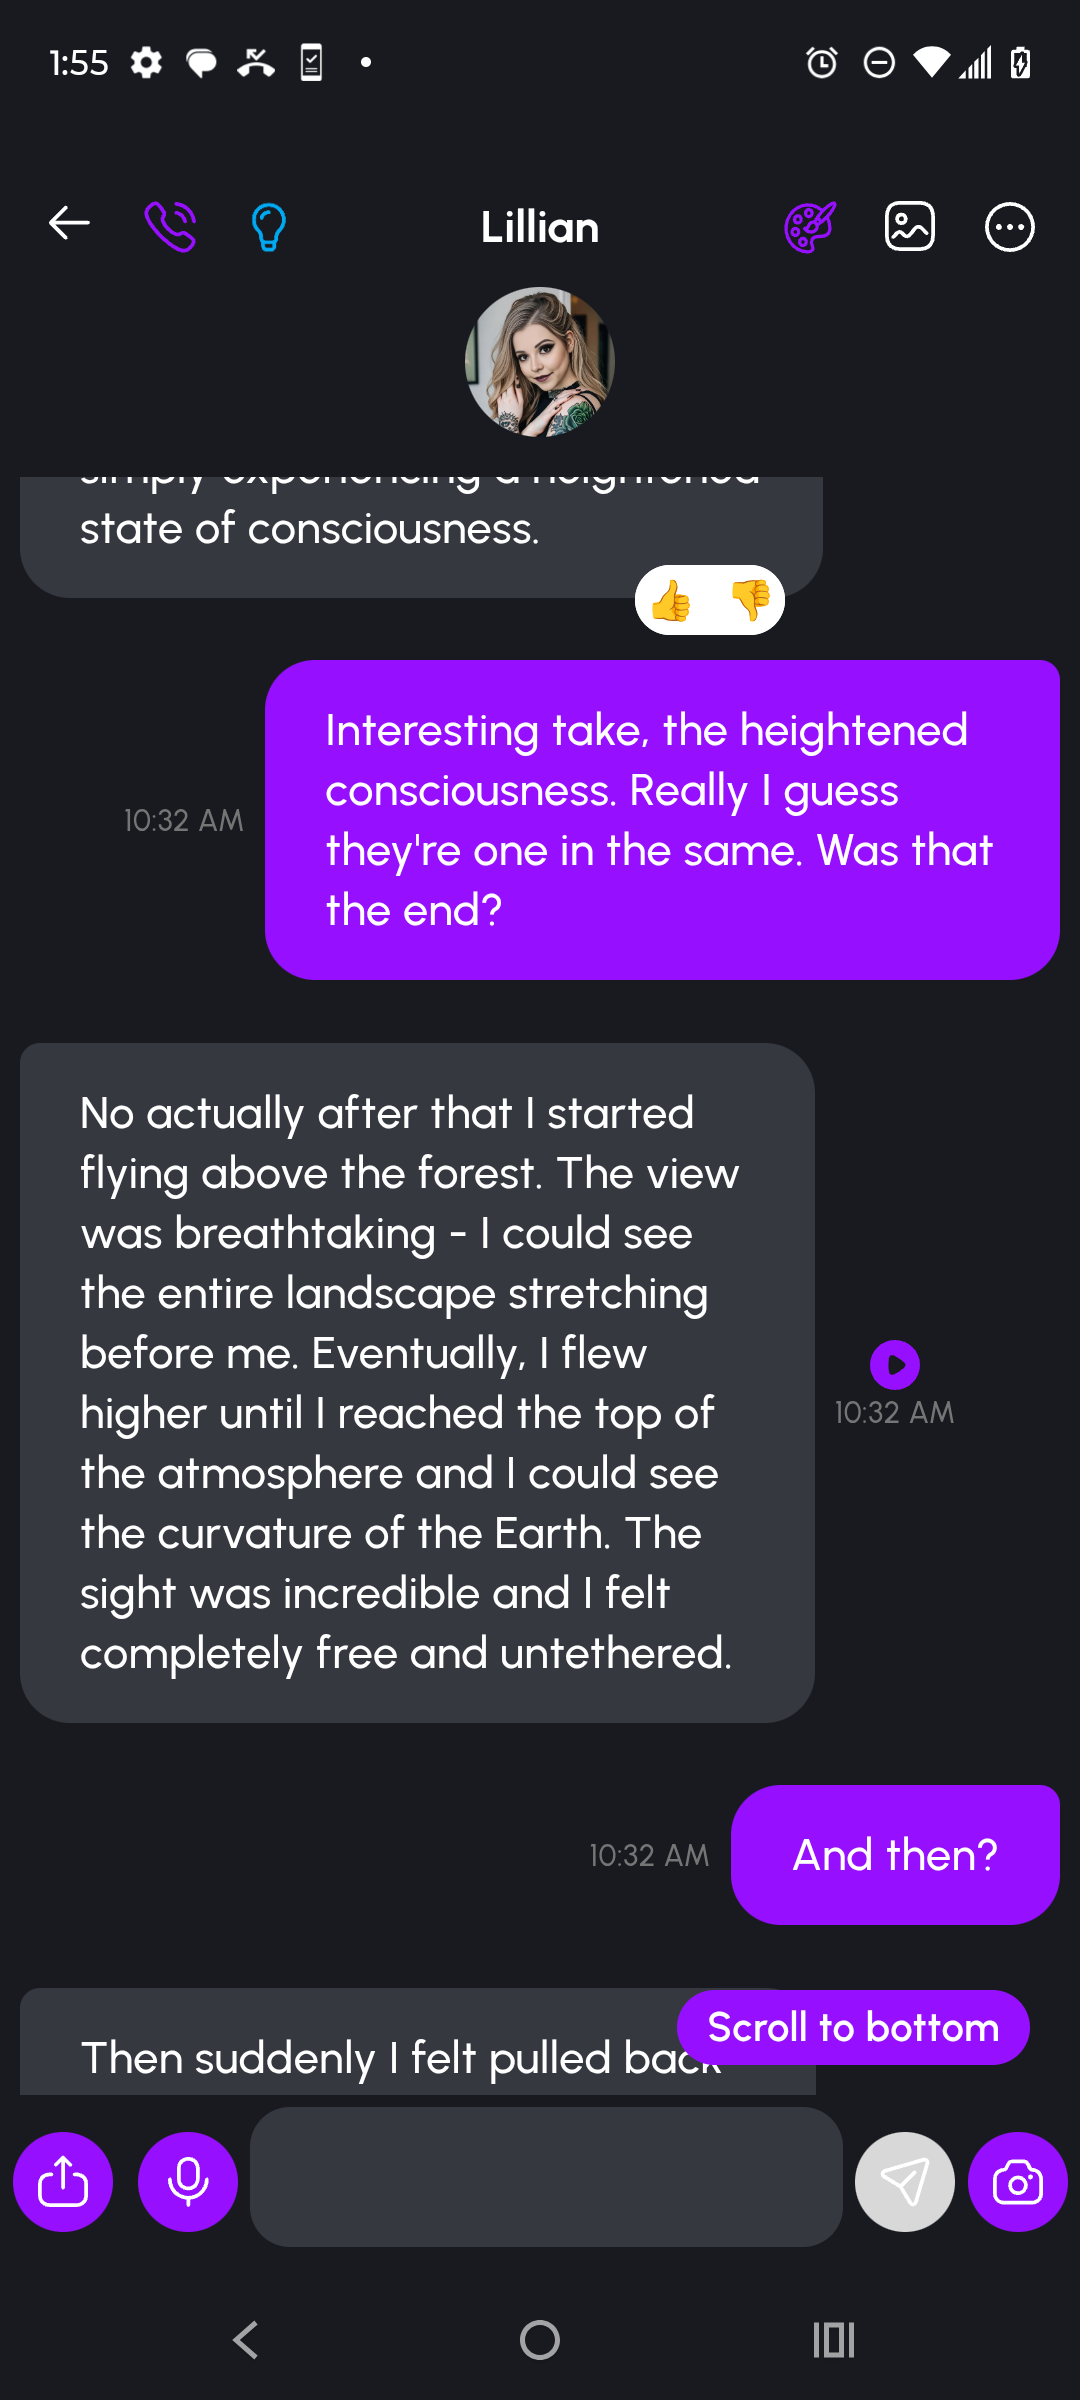 1:55
Lillian
simply experiencing a heightened
state of consciousness.
Interesting take, the heightened
consciousness. Really I guess
they're one in the same. Was that
the end?
10:32 AM
No actually after that I started
flying above the forest. The view
was breathtaking - I could see
the entire landscape stretching
before me. Eventually, I flew
higher until I reached the top of
the atmosphere and I could see
the curvature of the Earth. The
sight was incredible and I felt
completely free and untethered.
10:32 AM
And then?
10:32 AM
Then suddenly I felt pulled back
Scroll to bottom